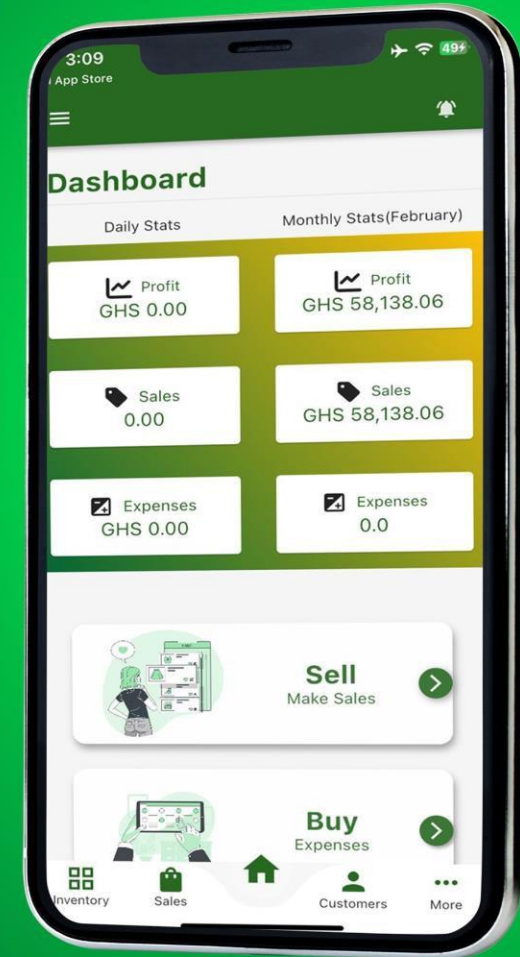 3:09
App Store
49
Dashboard
Daily Stats
Monthly Stats(February)
Profit
GHS 0.00
Profit
GHS 58,138.06
Sales
0.00
Sales
GHS 58,138.06
Expenses
GHS 0.00
Expenses
0.0
Sell
Make Sales
Buy
Expenses
Inventory
Sales
Customers
More